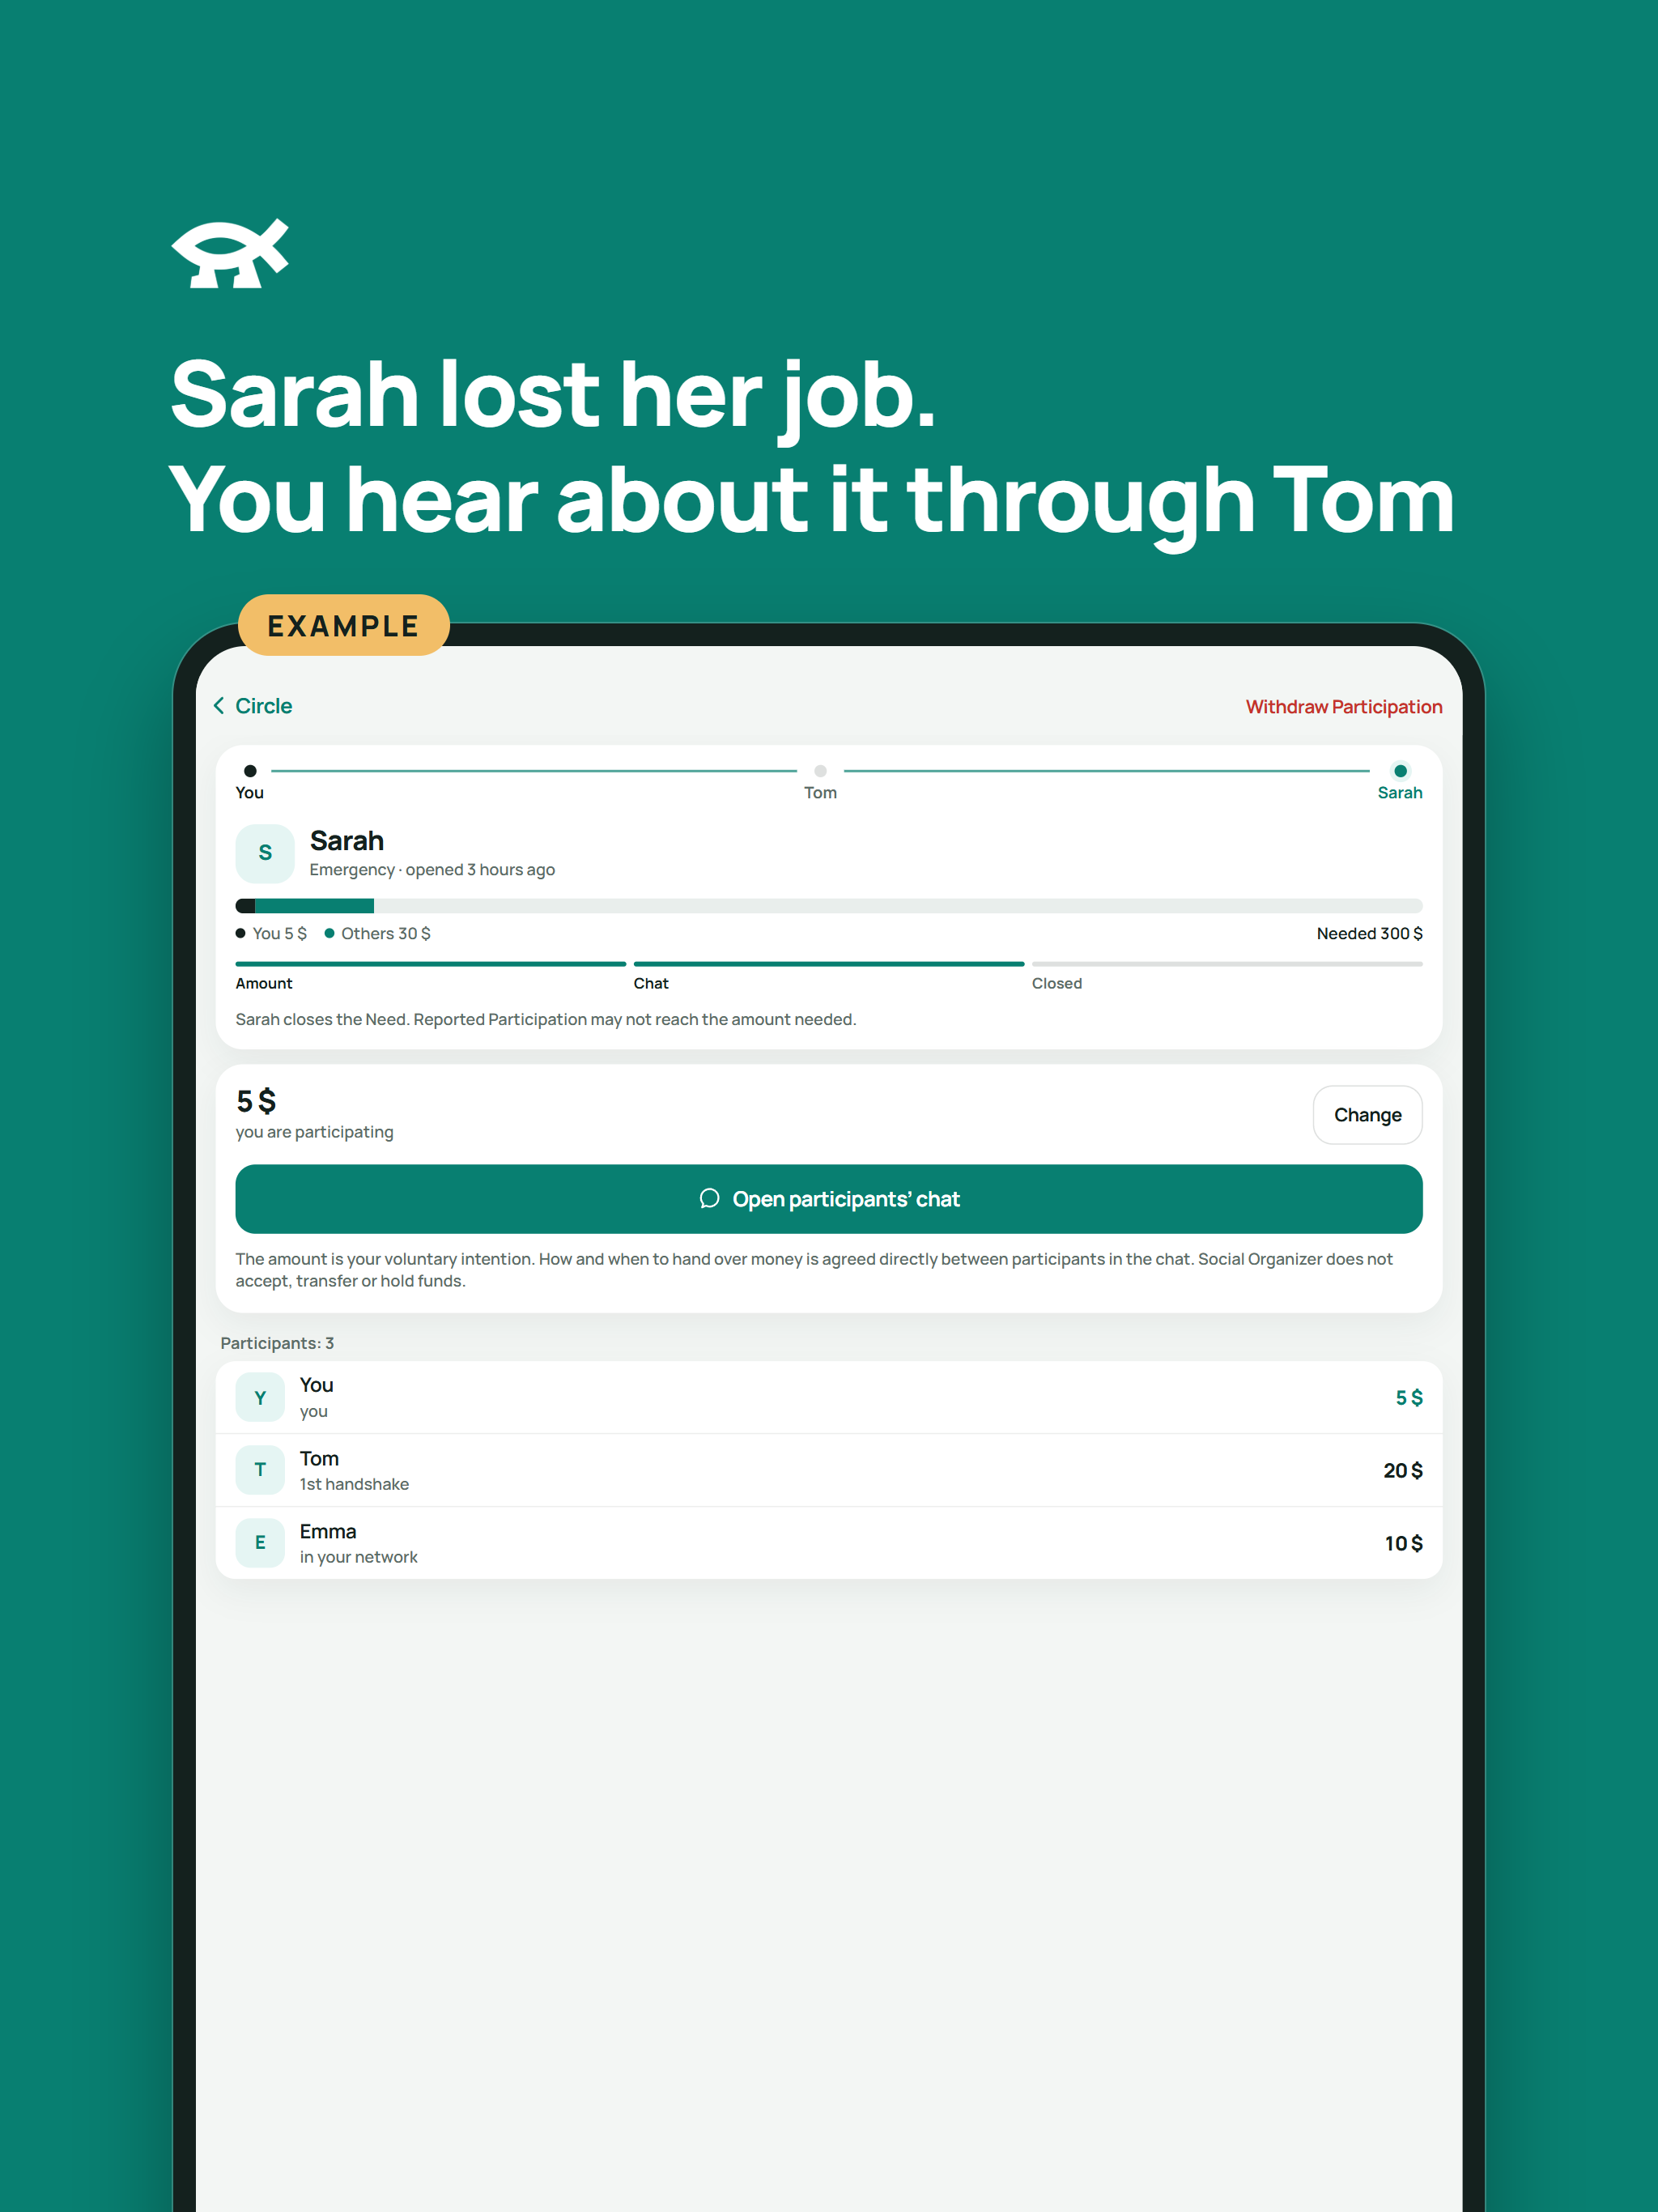 Sarah lost her job.
You hear about it through Tom
EXAMPLE
Circle
Withdraw Participation
You
Tom
Sarah
S
Sarah
Emergency · opened 3 hours ago
You 5 $
Others 30 $
Needed 300 $
Amount
Chat
Closed
Sarah closes the Need. Reported Participation may not reach the amount needed.
5 $
you are participating
Change
Open participants’ chat
The amount is your voluntary intention. How and when to hand over money is agreed directly between participants in the chat. Social Organizer does not
accept, transfer or hold funds.
Participants: 3
Y
You
you
5 $
T
Tom
1st handshake
20 $
E
Emma
in your network
10 $